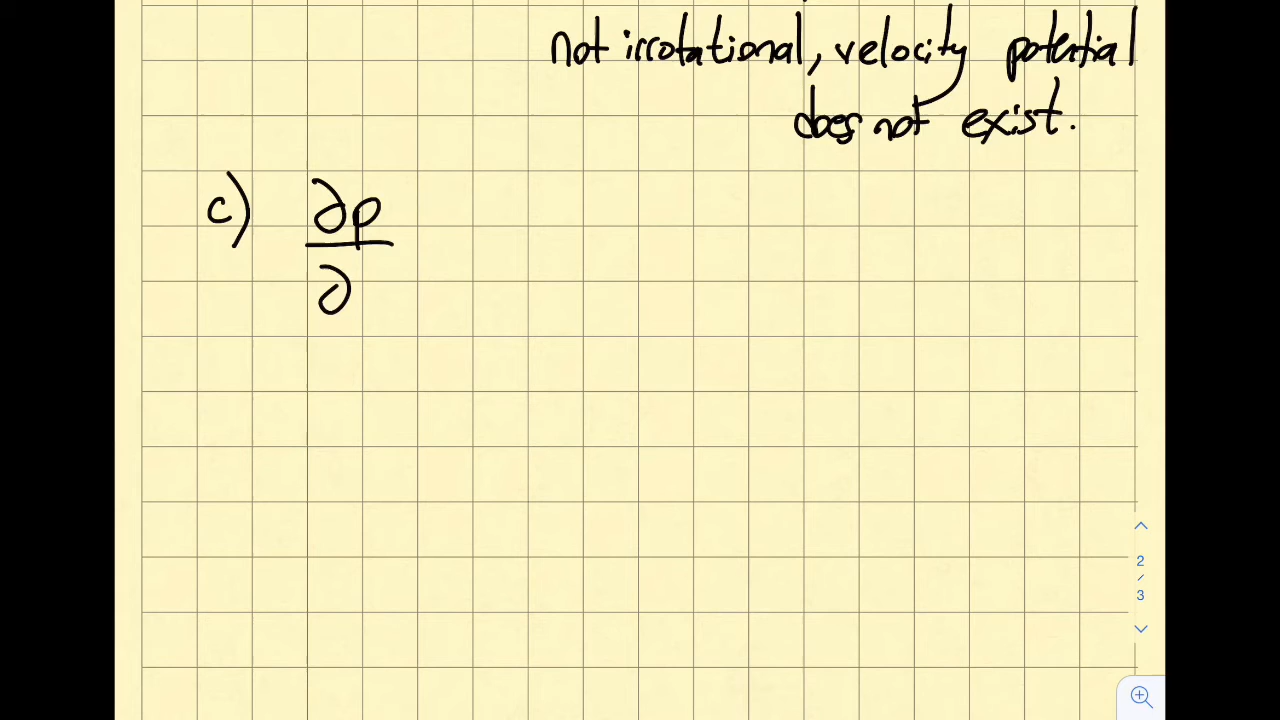 not irrotational, velocity potential
does not exist.
c) ∂p
∂
2
/
3